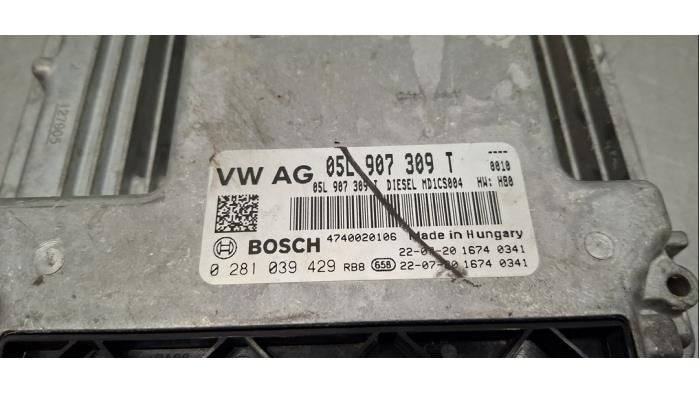 127905
VW AG 05L 907 309 T ----
0010
05L 907 309 T DIESEL MD1CS004 HW: H80
4740020106 Made in Hungary
BOSCH 22-07-20 1674 0341
0 281 039 429 RB8 658 22-07-20 1674 0341